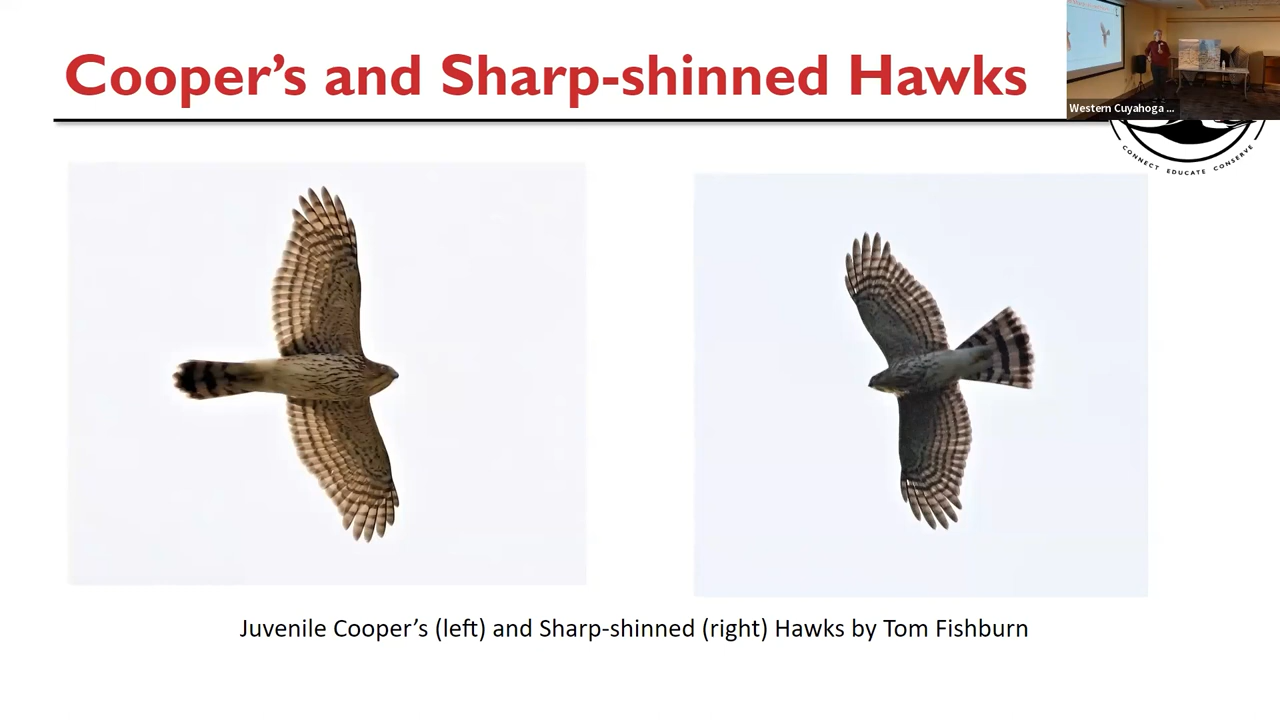 Cooper's and Sharp-shinned Hawks
Western Cuyahoga ...
CONNECT EDUCATE CONSERVE
Juvenile Cooper's (left) and Sharp-shinned (right) Hawks by Tom Fishburn